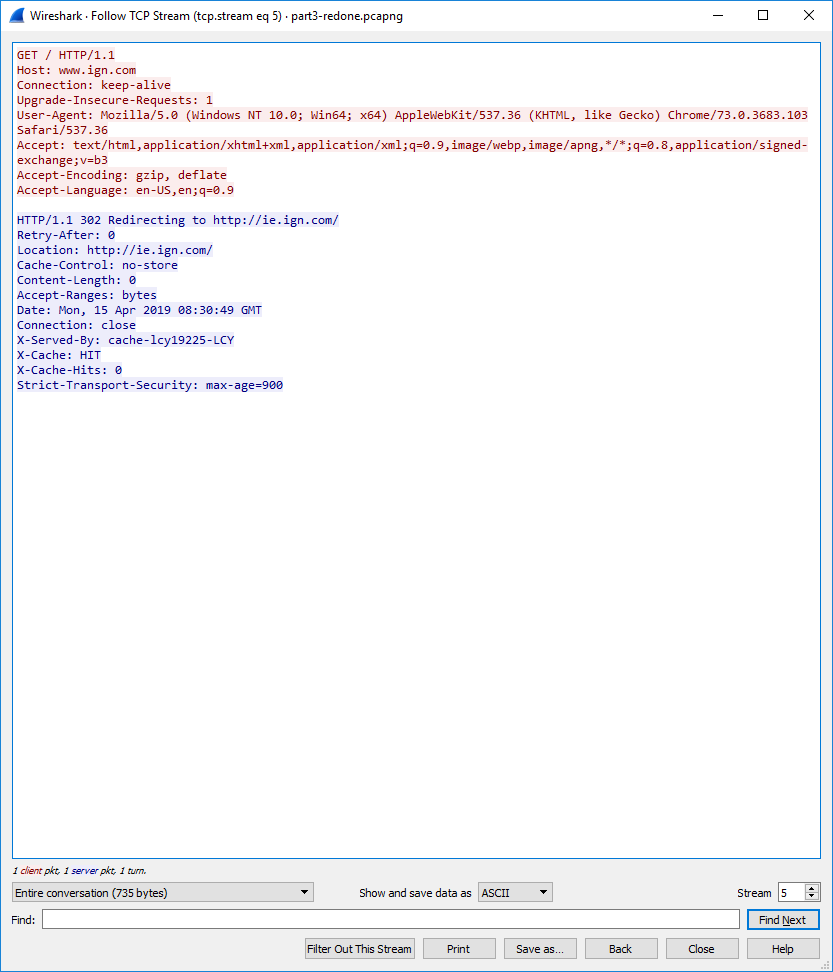 Wireshark · Follow TCP Stream (tcp.stream eq 5) · part3-redone.pcapng
GET / HTTP/1.1
Host: www.ign.com
Connection: keep-alive
Upgrade-Insecure-Requests: 1
User-Agent: Mozilla/5.0 (Windows NT 10.0; Win64; x64) AppleWebKit/537.36 (KHTML, like Gecko) Chrome/73.0.3683.103
Safari/537.36
Accept: text/html,application/xhtml+xml,application/xml;q=0.9,image/webp,image/apng,*/*;q=0.8,application/signed-
exchange;v=b3
Accept-Encoding: gzip, deflate
Accept-Language: en-US,en;q=0.9
HTTP/1.1 302 Redirecting to http://ie.ign.com/
Retry-After: 0
Location: http://ie.ign.com/
Cache-Control: no-store
Content-Length: 0
Accept-Ranges: bytes
Date: Mon, 15 Apr 2019 08:30:49 GMT
Connection: close
X-Served-By: cache-lcy19225-LCY
X-Cache: HIT
X-Cache-Hits: 0
Strict-Transport-Security: max-age=900
1 client pkt, 1 server pkt, 1 turn.
Entire conversation (735 bytes) Show and save data as ASCII Stream 5
Find: Find Next
Filter Out This Stream Print Save as... Back Close Help